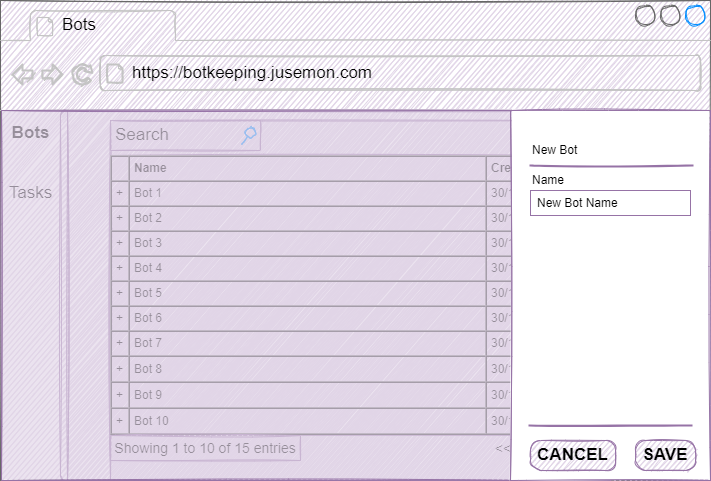 Bots
https://botkeeping.jusemon.com
Bots
Tasks
Search
Name Cre
+ Bot 1 30/
+ Bot 2 30/
+ Bot 3 30/
+ Bot 4 30/
+ Bot 5 30/
+ Bot 6 30/
+ Bot 7 30/
+ Bot 8 30/
+ Bot 9 30/
+ Bot 10 30/
Showing 1 to 10 of 15 entries <<
New Bot
Name
New Bot Name
CANCEL SAVE